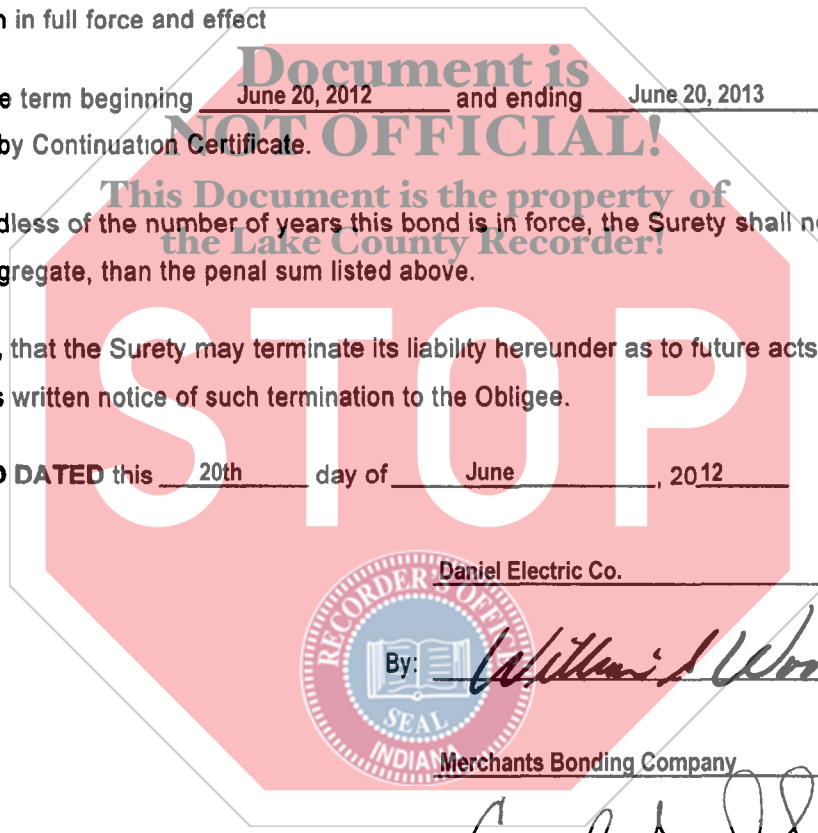 in full force and effect
Document is
term beginning June 20, 2012 and ending June 20, 2013
by Continuation Certificate.
NOT OFFICIAL!
This Document is the property of
of the number of years this bond is in force, the Surety shall
the Lake County Recorder!
than the penal sum listed above.
STOP
that the Surety may terminate its liability hereunder as to future acts
written notice of such termination to the Obligee.
DATED this 20th day of June, 2012
Daniel Electric Co.
RECORDER'S OFFICE
By:
SEAL
INDIANA
Merchants Bonding Company